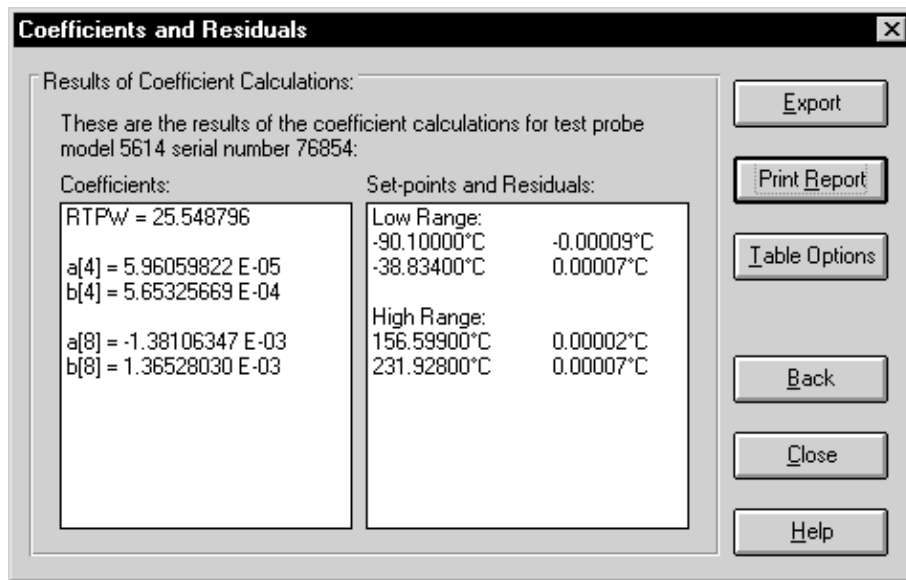 Coefficients and Residuals
Results of Coefficient Calculations:
These are the results of the coefficient calculations for test probe
model 5614 serial number 76854:
Coefficients:
RTPW = 25.548796
a[4] = 5.96059822 E-05
b[4] = 5.65325669 E-04
a[8] = -1.38106347 E-03
b[8] = 1.36528030 E-03
Set-points and Residuals:
Low Range:
-90.10000°C -0.00009°C
-38.83400°C 0.00007°C
High Range:
156.59900°C 0.00002°C
231.92800°C 0.00007°C
Export
Print Report
Table Options
Back
Close
Help